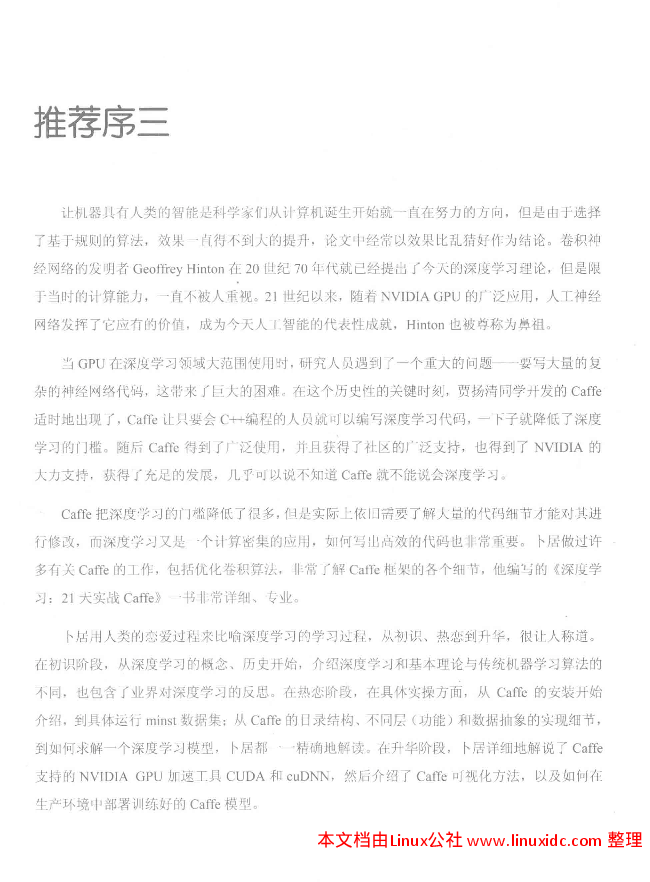 推荐序三
让机器具有人类的智能是科学家们从计算机诞生开始就一直在努力的方向，但是由于选择
了基于规则的算法，效果一直得不到大的提升，论文中经常以效果比乱猜好作为结论。卷积神
经网络的发明者 Geoffrey Hinton 在 20 世纪 70 年代就已经提出了今天的深度学习理论，但是限
于当时的计算能力，一直不被人重视。21 世纪以来，随着 NVIDIA GPU 的广泛应用，人工神经
网络发挥了它应有的价值，成为今天人工智能的代表性成就，Hinton 也被尊称为鼻祖。
当 GPU 在深度学习领域大范围使用时，研究人员遇到了一个重大的问题——要写大量的复
杂的神经网络代码，这带来了巨大的困难。在这个历史性的关键时刻，贾扬清同学开发的 Caffe
适时地出现了，Caffe 让只要会 C++编程的人员就可以编写深度学习代码，一下子就降低了深度
学习的门槛。随后 Caffe 得到了广泛使用，并且获得了社区的广泛支持，也得到了 NVIDIA 的
大力支持，获得了充足的发展，几乎可以说不知道 Caffe 就不能说会深度学习。
Caffe 把深度学习的门槛降低了很多，但是实际上依旧需要了解大量的代码细节才能对其进
行修改，而深度学习又是一个计算密集的应用，如何写出高效的代码也非常重要。卜居做过许
多有关 Caffe 的工作，包括优化卷积算法，非常了解 Caffe 框架的各个细节，他编写的《深度学
习：21 天实战 Caffe》一书非常详细、专业。
卜居用人类的恋爱过程来比喻深度学习的学习过程，从初识、热恋到升华，很让人称道。
在初识阶段，从深度学习的概念、历史开始，介绍深度学习和基本理论与传统机器学习算法的
不同，也包含了业界对深度学习的反思。在热恋阶段，在具体实操方面，从 Caffe 的安装开始
介绍，到具体运行 minst 数据集；从 Caffe 的目录结构、不同层（功能）和数据抽象的实现细节，
到如何求解一个深度学习模型，卜居都一一精确地解读。在升华阶段，卜居详细地解说了 Caffe
支持的 NVIDIA GPU 加速工具 CUDA 和 cuDNN，然后介绍了 Caffe 可视化方法，以及如何在
生产环境中部署训练好的 Caffe 模型。
本文档由Linux公社 www.linuxidc.com 整理